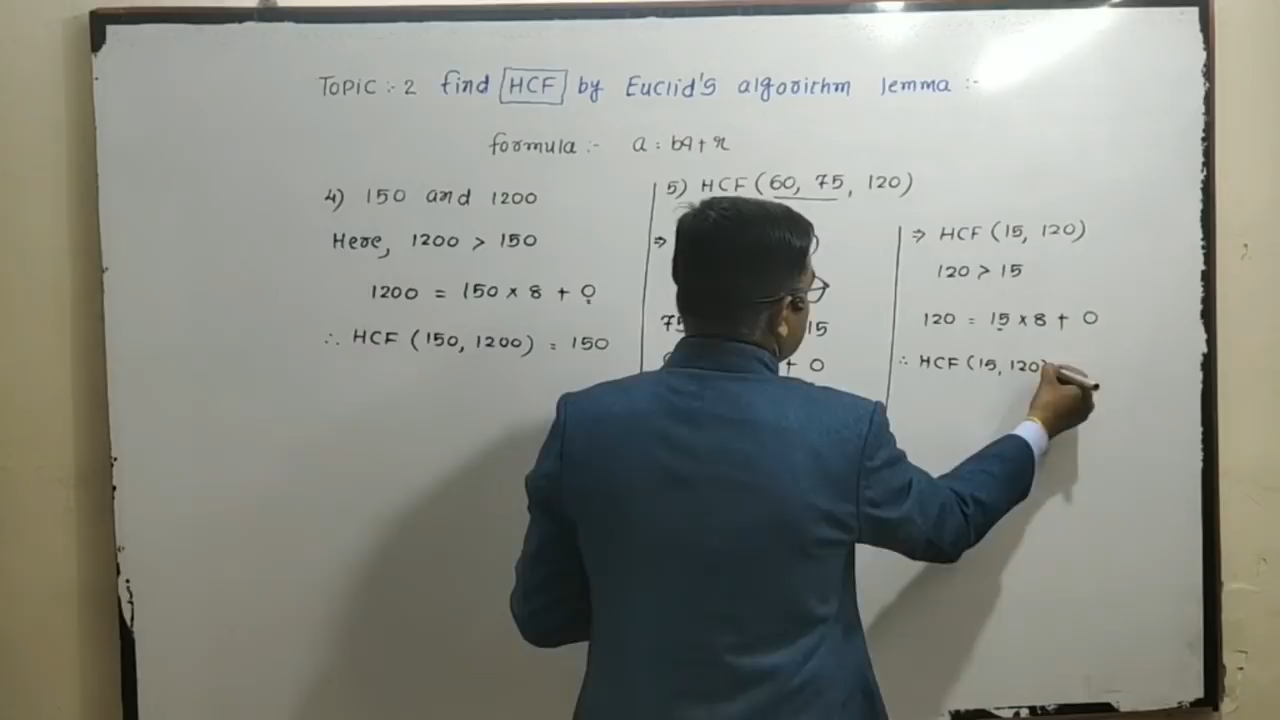 TOPIC :- 2 find HCF by Euclid's algorithm lemma :-
formula :- a = bq + r
4) 150 and 1200
Here, 1200 > 150
1200 = 150 × 8 + 0
∴ HCF (150, 1200) = 150
5) HCF (60, 75, 120)
⇒
75 15
+ 0
⇒ HCF (15, 120)
120 > 15
120 = 15 × 8 + 0
∴ HCF (15, 120)